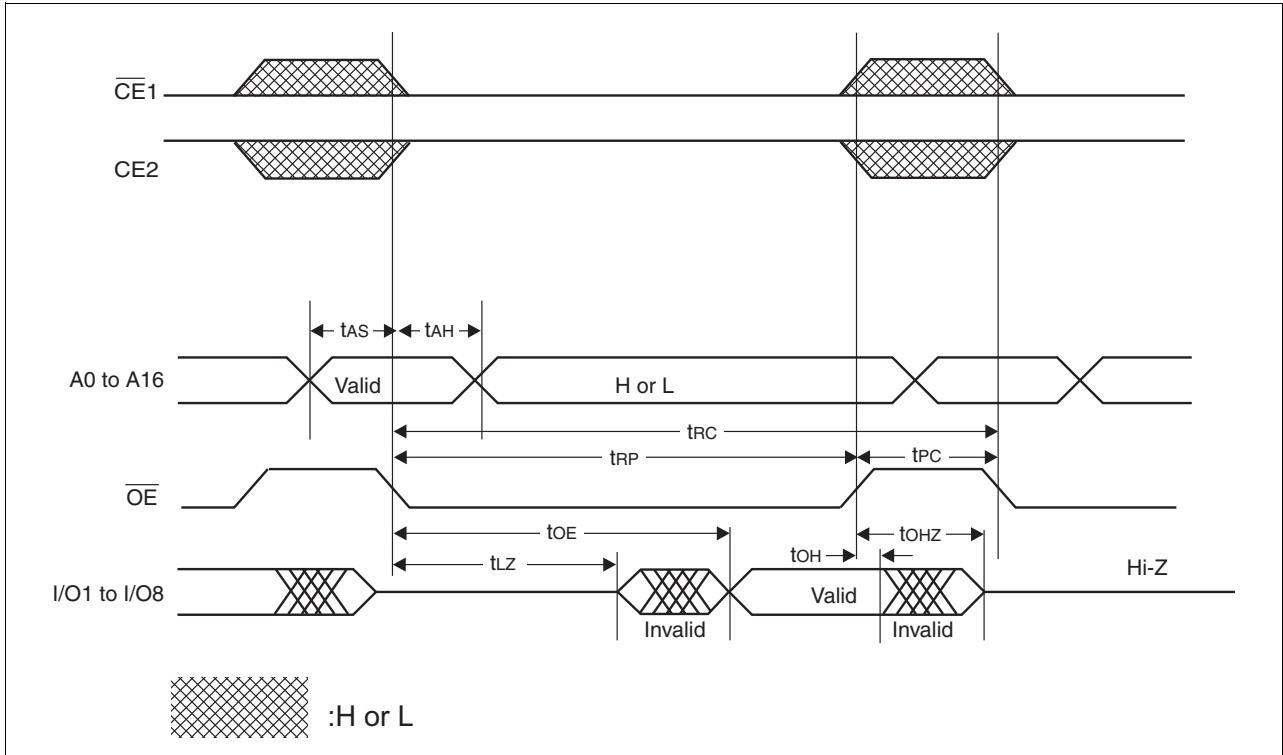 CE1
CE2
tAS
tAH
A0 to A16
Valid
H or L
tRC
tRP
tPC
OE
tOE
tOHZ
tLZ
tOH
Hi-Z
I/O1 to I/O8
Valid
Invalid
Invalid
:H or L